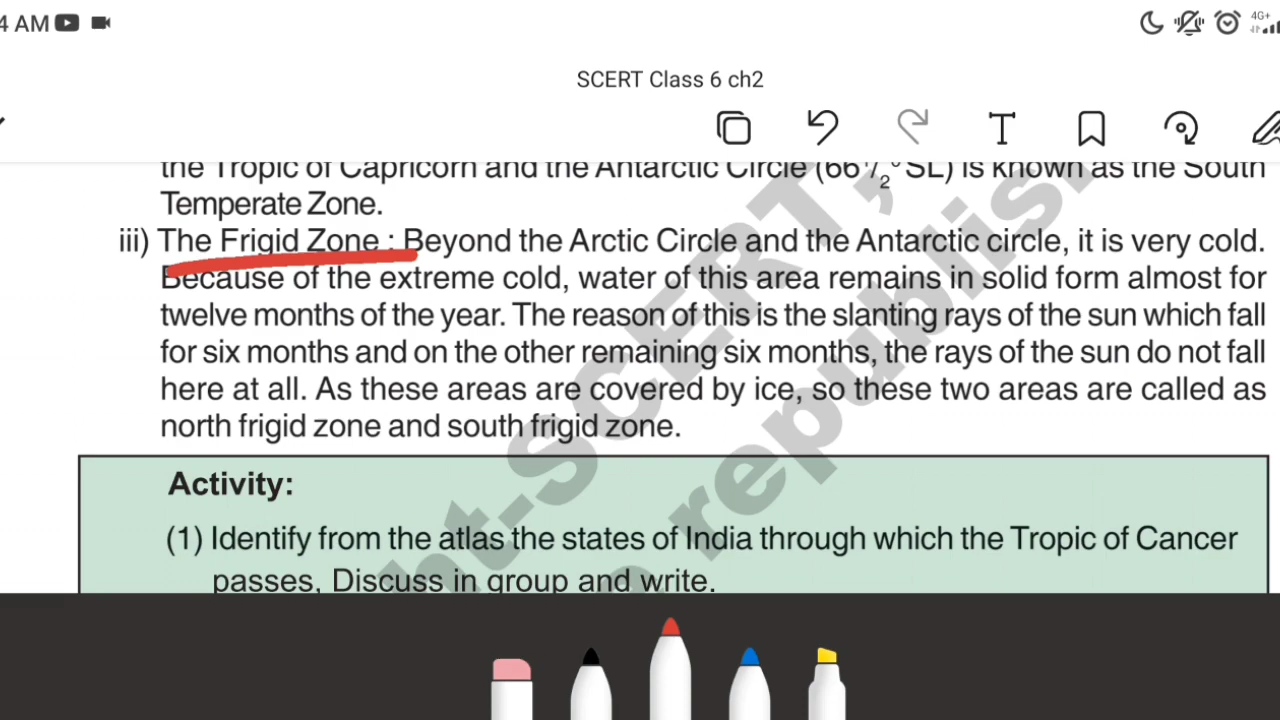 4 AM
4G+
SCERT Class 6 ch2
T
the Tropic of Capricorn and the Antarctic Circle (66 1/2° SL) is known as the South
Temperate Zone.
iii) The Frigid Zone : Beyond the Arctic Circle and the Antarctic circle, it is very cold.
Because of the extreme cold, water of this area remains in solid form almost for
twelve months of the year. The reason of this is the slanting rays of the sun which fall
for six months and on the other remaining six months, the rays of the sun do not fall
here at all. As these areas are covered by ice, so these two areas are called as
north frigid zone and south frigid zone.
Activity:
(1) Identify from the atlas the states of India through which the Tropic of Cancer
passes, Discuss in group and write.